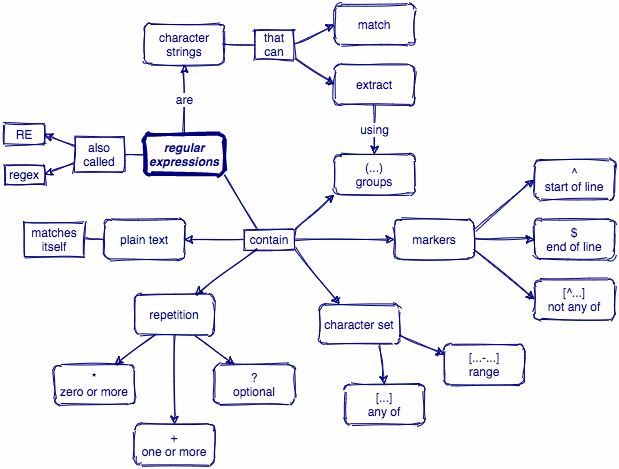 character
strings
that
can
match
extract
are
using
RE
regex
also
called
regular
expressions
(...)
groups
^
start of line
matches
itself
plain text
contain
markers
$
end of line
[^...]
not any of
repetition
character set
*
zero or more
?
optional
[...-...]
range
[...]
any of
+
one or more